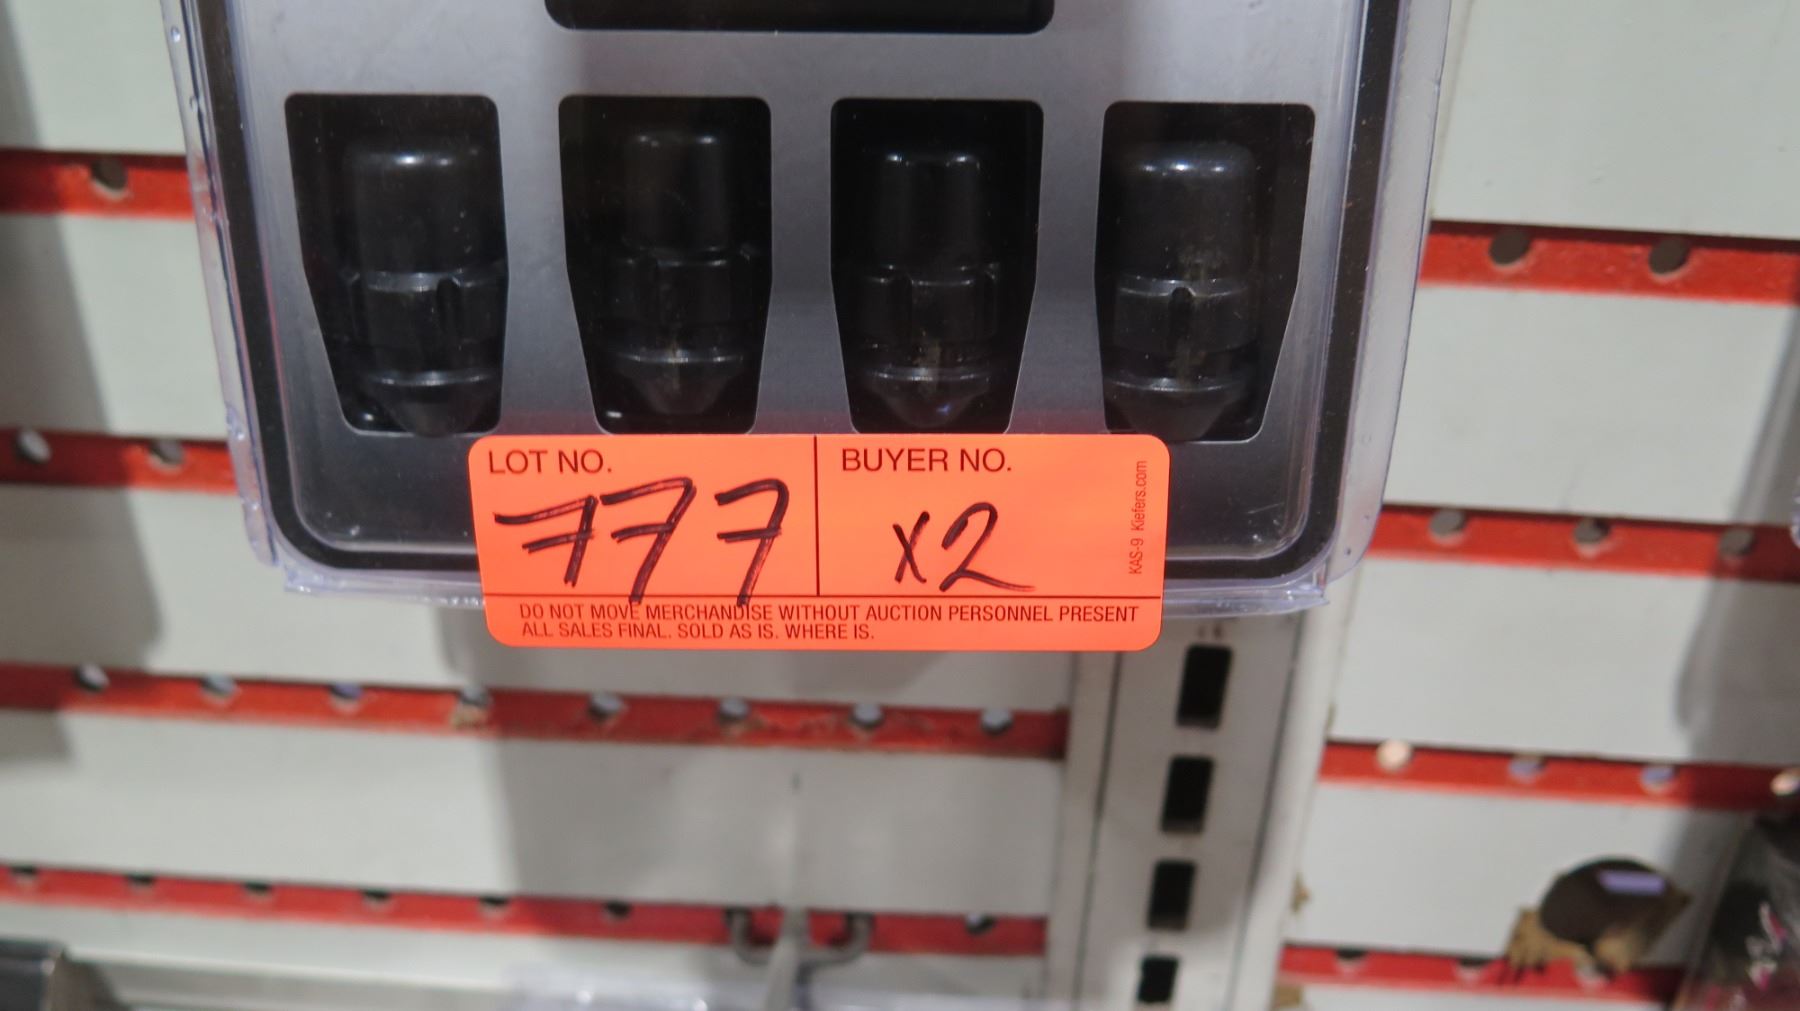 LOT NO.
777
BUYER NO.
x2
KAS-9 Kiefers.com
DO NOT MOVE MERCHANDISE WITHOUT AUCTION PERSONNEL PRESENT
ALL SALES FINAL. SOLD AS IS. WHERE IS.